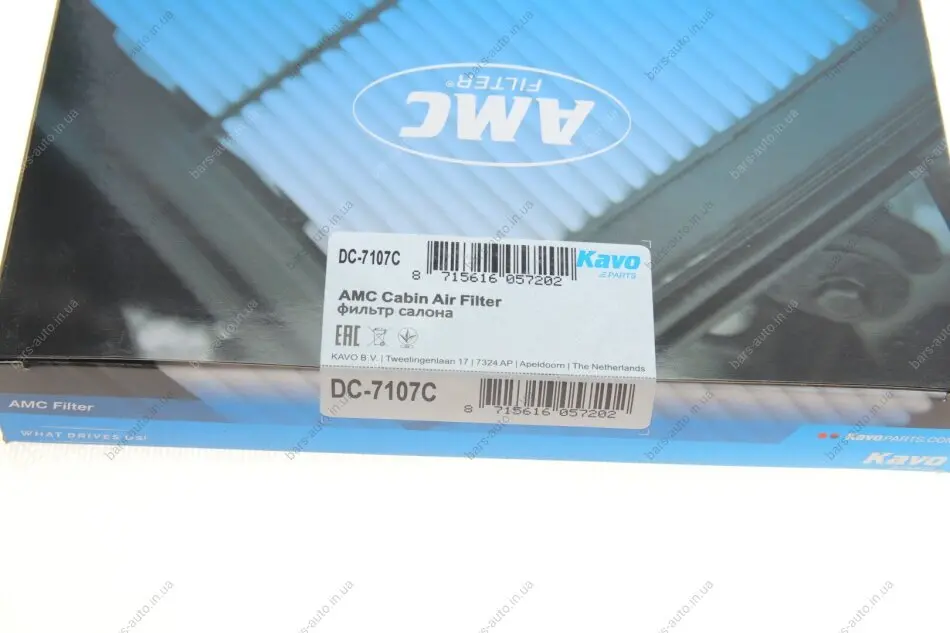 AMC
FILTER®
DC-7107C
8 715616 057202
Kavo
PARTS
AMC Cabin Air Filter
фильтр салона
EAC
KAVO B.V. | Tweelingenlaan 17 | 7324 AP | Apeldoorn | The Netherlands
DC-7107C
8 715616 057202
AMC Filter
WHAT DRIVES US!
KavoPARTS.COM
Kavo
bars-auto.in.ua